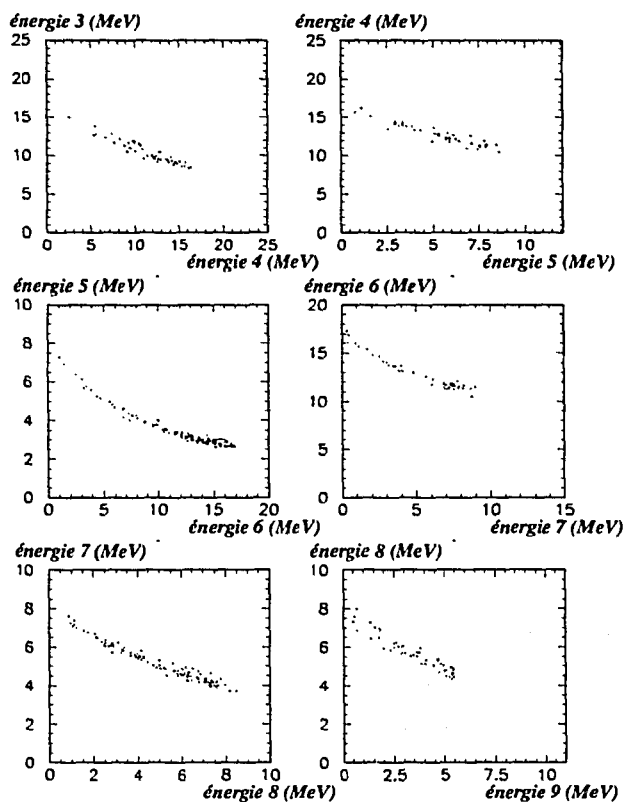 énergie 3 (MeV)
25
20
15
10
5
0
0 5 10 15 20 25
énergie 4 (MeV)
énergie 4 (MeV)
25
20
15
10
5
0
0 2.5 5 7.5 10
énergie 5 (MeV)
énergie 5 (MeV)
10
8
6
4
2
0
0 5 10 15 20
énergie 6 (MeV)
énergie 6 (MeV)
20
15
10
5
0
0 5 10 15
énergie 7 (MeV)
énergie 7 (MeV)
10
8
6
4
2
0
0 2 4 6 8 10
énergie 8 (MeV)
énergie 8 (MeV)
10
8
6
4
2
0
0 2.5 5 7.5 10
énergie 9 (MeV)